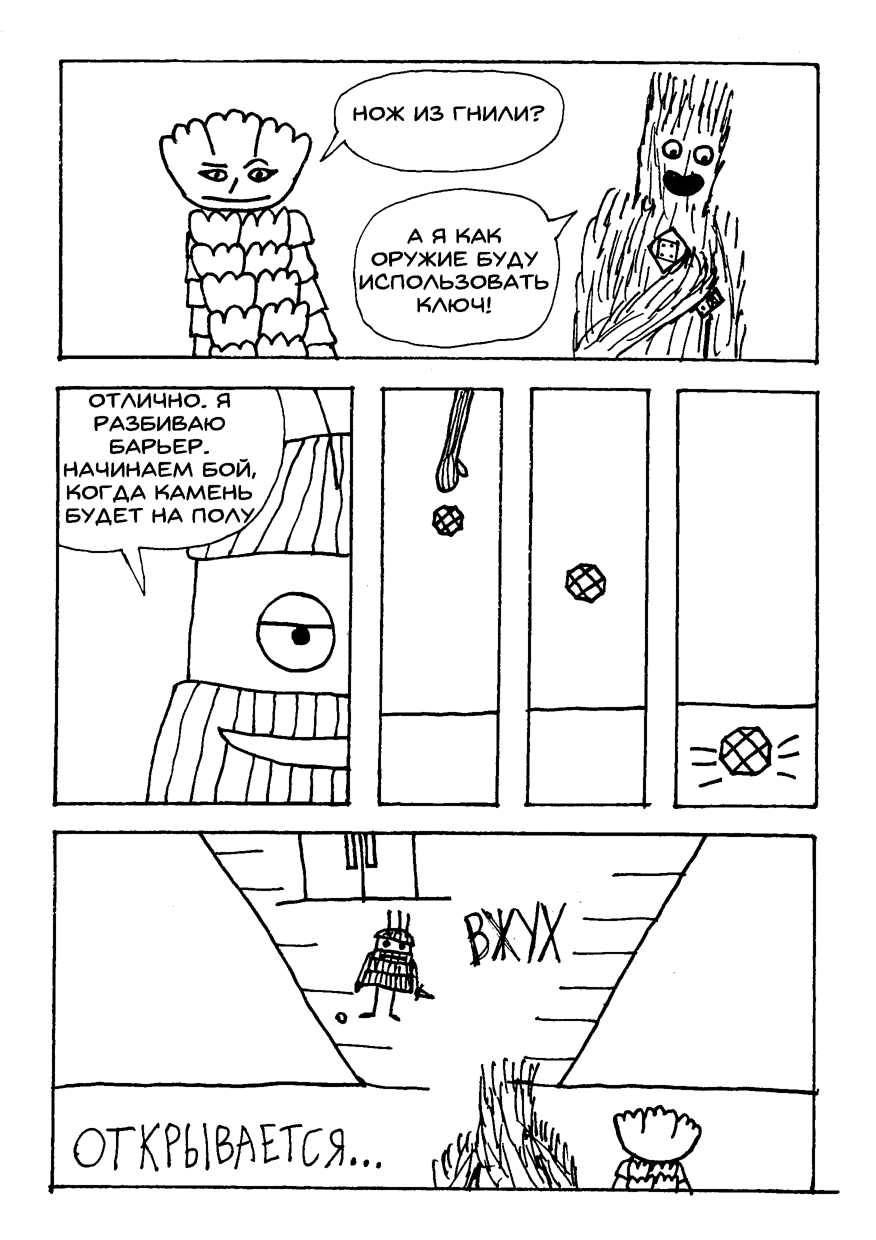 НОЖ ИЗ ГНИЛИ?
А Я КАК
ОРУЖИЕ БУДУ
ИСПОЛЬЗОВАТЬ
КЛЮЧ!
ОТЛИЧНО. Я
РАЗБИВАЮ
БАРЬЕР.
НАЧИНАЕМ БОЙ,
КОГДА КАМЕНЬ
БУДЕТ НА ПОЛУ
ВЖУХ
ОТКРЫВАЕТСЯ...